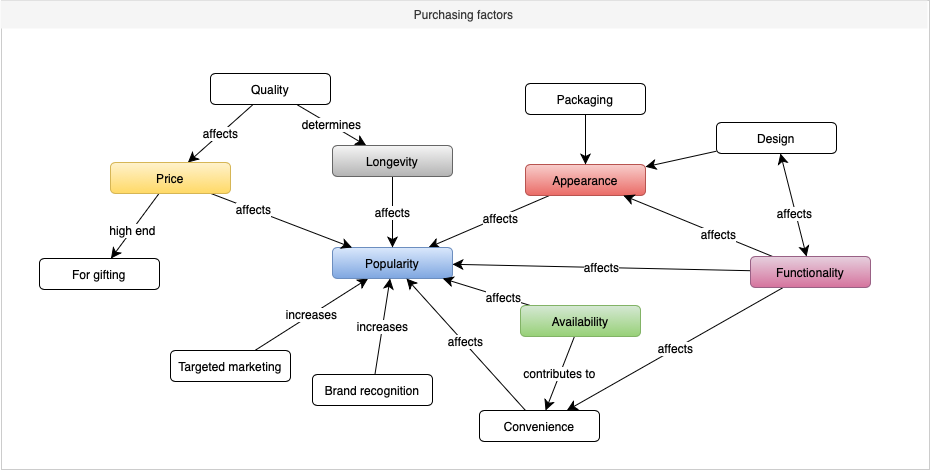 Purchasing factors
Quality
Packaging
affects
determines
Design
Longevity
Price
Appearance
affects
affects
affects
affects
high end
affects
For gifting
Popularity
affects
Functionality
affects
increases
increases
Availability
affects
affects
Targeted marketing
contributes to
Brand recognition
Convenience